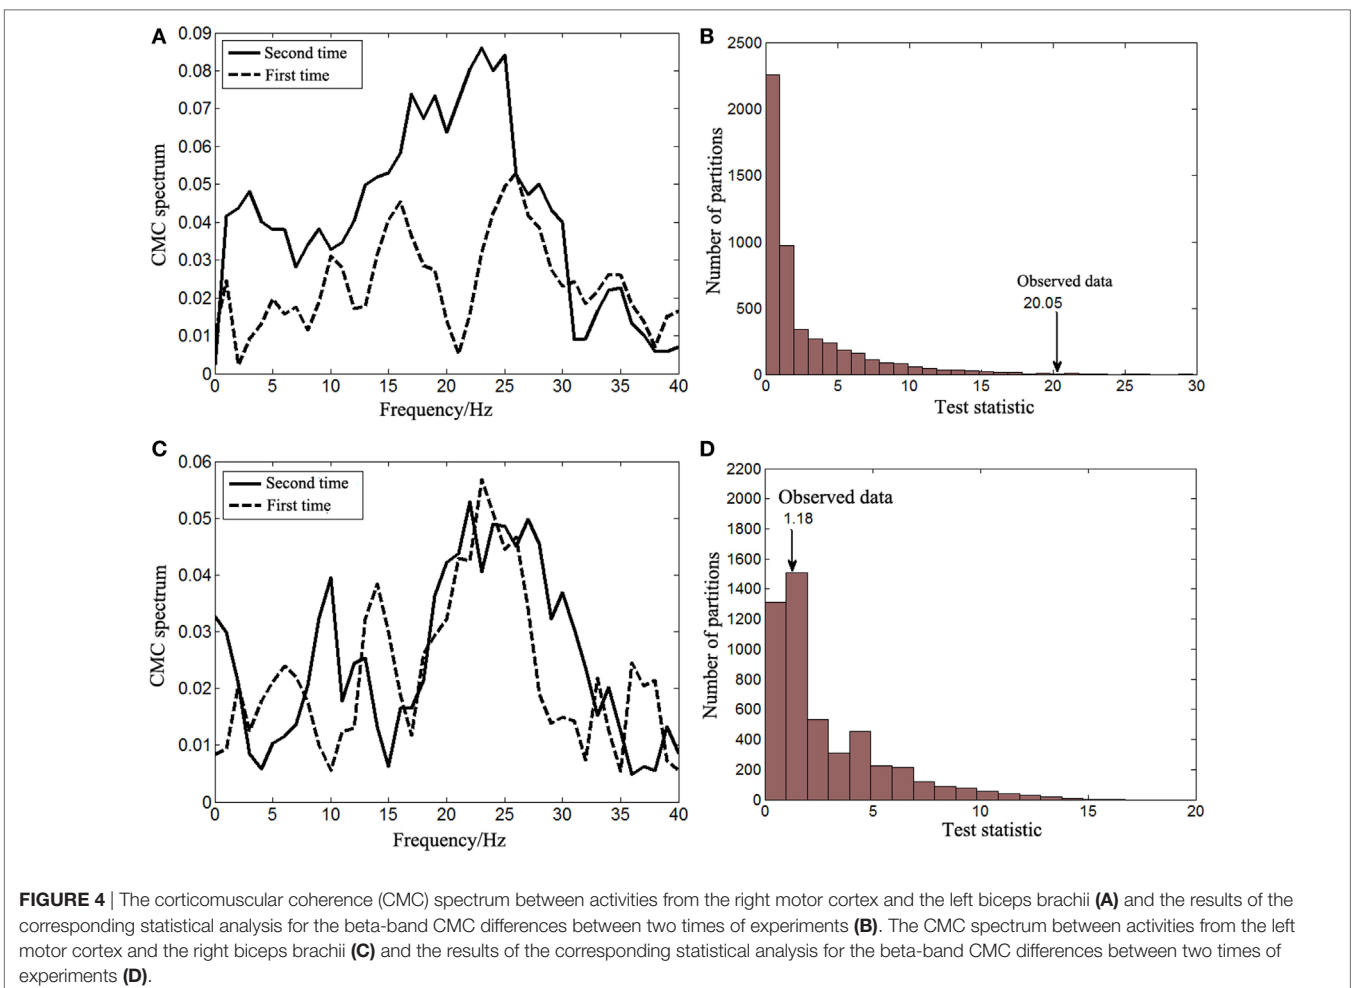 A
0.09
0.08
0.07
0.06
0.05
0.04
0.03
0.02
0.01
0
CMC spectrum
Second time
First time
0 5 10 15 20 25 30 35 40
Frequency/Hz
B
2500
2000
1500
1000
500
0
Number of partitions
Observed data
20.05
0 5 10 15 20 25 30
Test statistic
C
0.06
0.05
0.04
0.03
0.02
0.01
0
CMC spectrum
Second time
First time
0 5 10 15 20 25 30 35 40
Frequency/Hz
D
2200
2000
1800
1600
1400
1200
1000
800
600
400
200
0
Number of partitions
Observed data
1.18
0 5 10 15 20
Test statistic
FIGURE 4 | The corticomuscular coherence (CMC) spectrum between activities from the right motor cortex and the left biceps brachii (A) and the results of the
corresponding statistical analysis for the beta-band CMC differences between two times of experiments (B). The CMC spectrum between activities from the left
motor cortex and the right biceps brachii (C) and the results of the corresponding statistical analysis for the beta-band CMC differences between two times of
experiments (D).